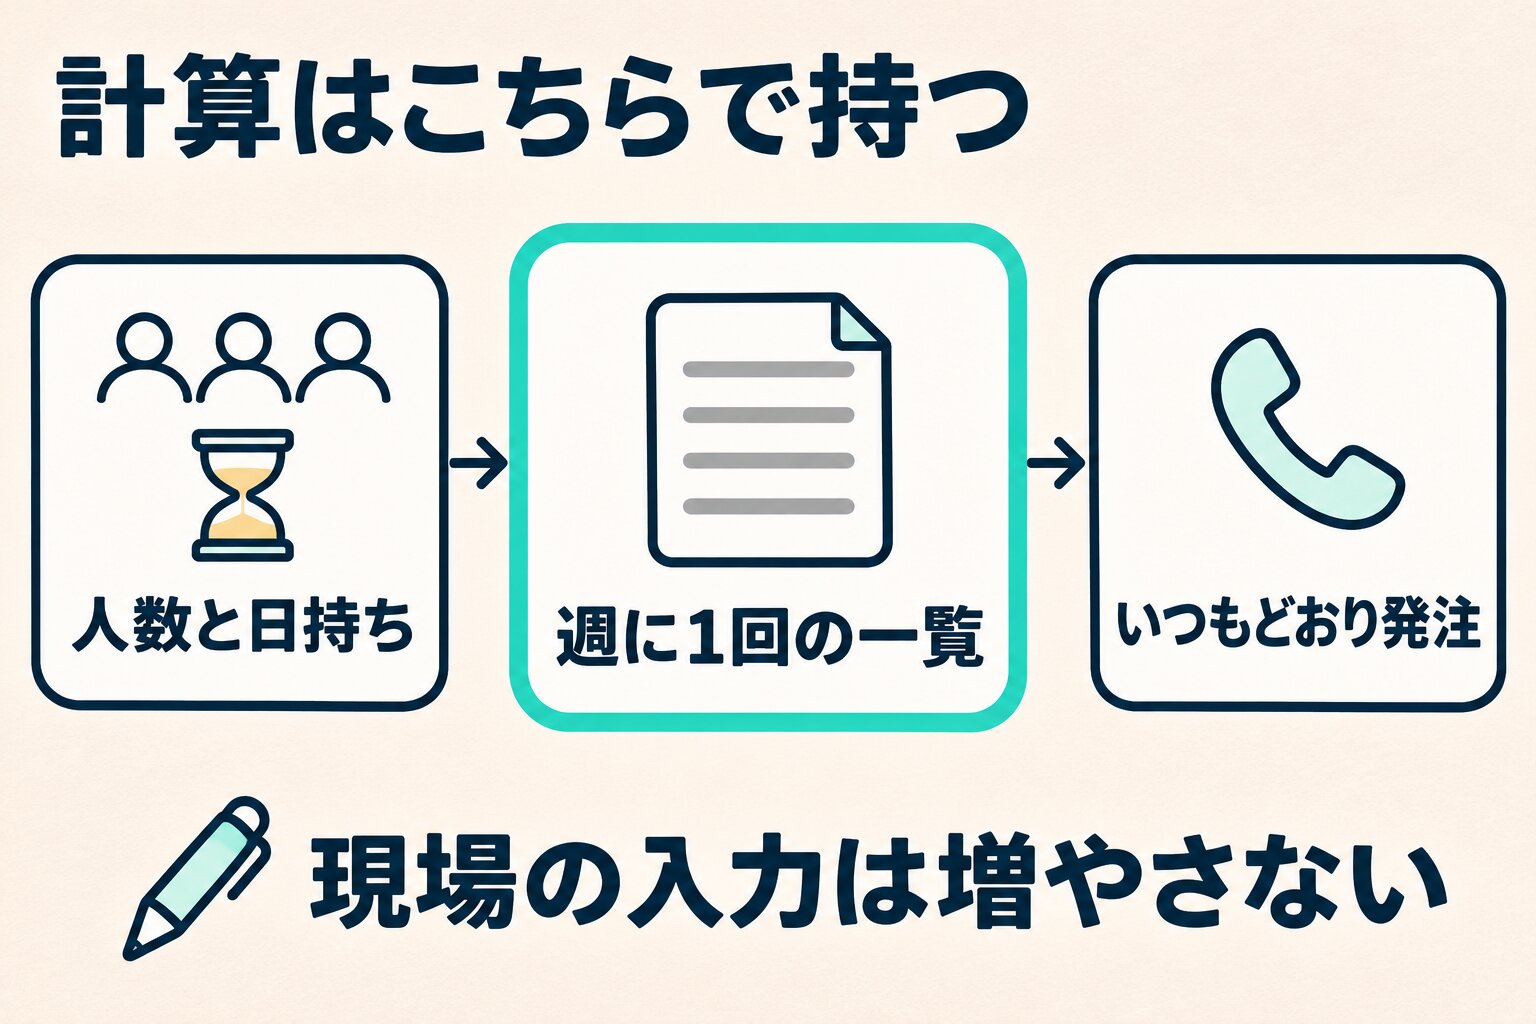 計算はこちらで持つ
人数と日持ち
週に1回の一覧
いつもどおり発注
現場の入力は増やさない